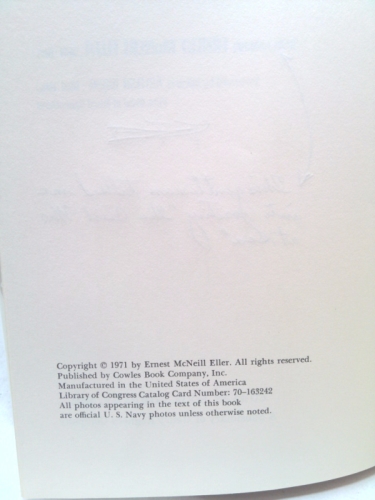 Copyright © 1971 by Ernest McNeill Eller. All rights reserved.
Published by Cowles Book Company, Inc.
Manufactured in the United States of America
Library of Congress Catalog Card Number: 70-163242
All photos appearing in the text of this book
are official U. S. Navy photos unless otherwise noted.